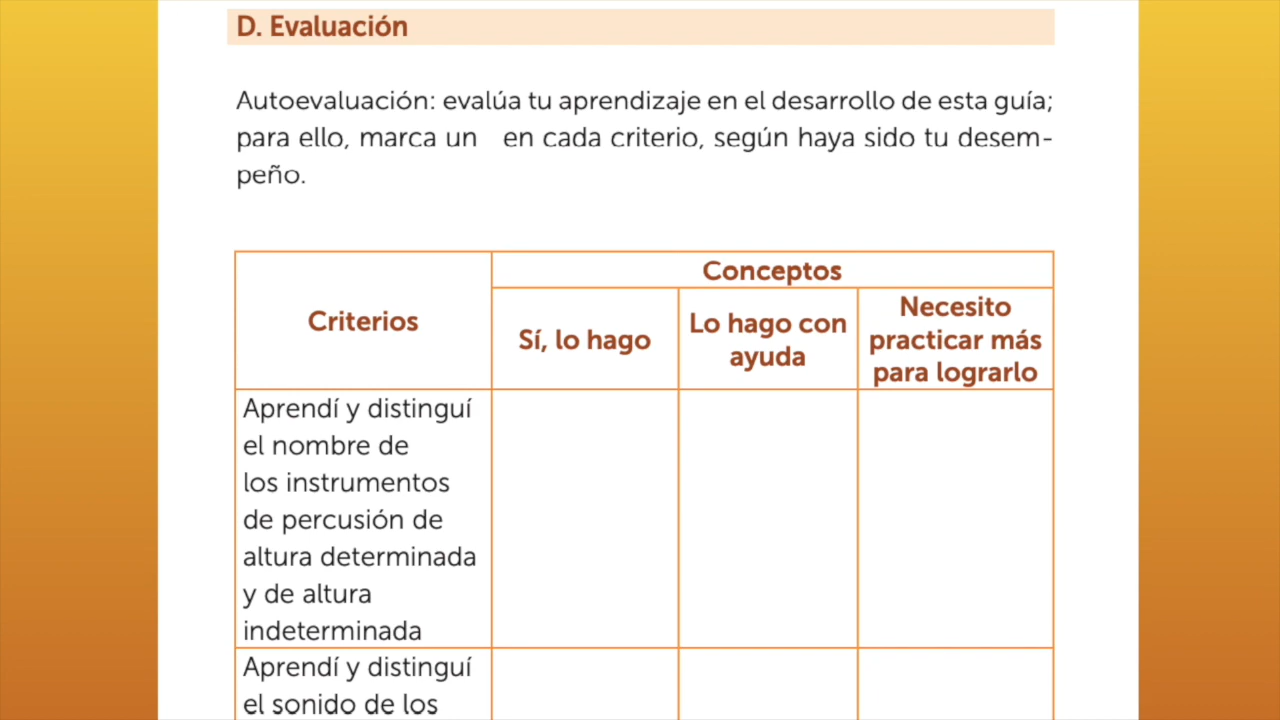 D. Evaluación
Autoevaluación: evalúa tu aprendizaje en el desarrollo de esta guía;
para ello, marca un en cada criterio, según haya sido tu desem-
peño.
Conceptos
Criterios
Sí, lo hago
Lo hago con
ayuda
Necesito
practicar más
para lograrlo
Aprendí y distinguí
el nombre de
los instrumentos
de percusión de
altura determinada
y de altura
indeterminada
Aprendí y distinguí
el sonido de los